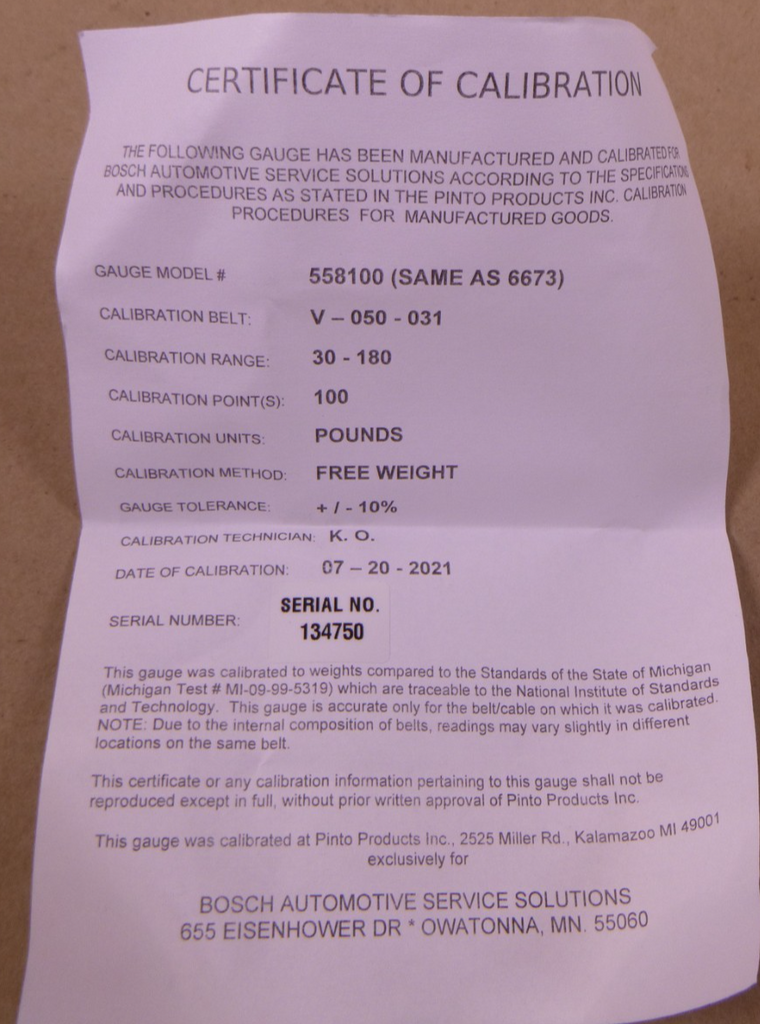 CERTIFICATE OF CALIBRATION
THE FOLLOWING GAUGE HAS BEEN MANUFACTURED AND CALIBRATED FOR
BOSCH AUTOMOTIVE SERVICE SOLUTIONS ACCORDING TO THE SPECIFICATIONS
AND PROCEDURES AS STATED IN THE PINTO PRODUCTS INC. CALIBRATION
PROCEDURES FOR MANUFACTURED GOODS.
GAUGE MODEL # 558100 (SAME AS 6673)
CALIBRATION BELT: V – 050 - 031
CALIBRATION RANGE: 30 - 180
CALIBRATION POINT(S): 100
CALIBRATION UNITS: POUNDS
CALIBRATION METHOD: FREE WEIGHT
GAUGE TOLERANCE: + / - 10%
CALIBRATION TECHNICIAN: K. O.
DATE OF CALIBRATION: 07 – 20 - 2021
SERIAL NUMBER: SERIAL NO.
134750
This gauge was calibrated to weights compared to the Standards of the State of Michigan
(Michigan Test # MI-09-99-5319) which are traceable to the National Institute of Standards
and Technology. This gauge is accurate only for the belt/cable on which it was calibrated.
NOTE: Due to the internal composition of belts, readings may vary slightly in different
locations on the same belt.
This certificate or any calibration information pertaining to this gauge shall not be
reproduced except in full, without prior written approval of Pinto Products Inc.
This gauge was calibrated at Pinto Products Inc., 2525 Miller Rd., Kalamazoo MI 49001
exclusively for
BOSCH AUTOMOTIVE SERVICE SOLUTIONS
655 EISENHOWER DR * OWATONNA, MN. 55060